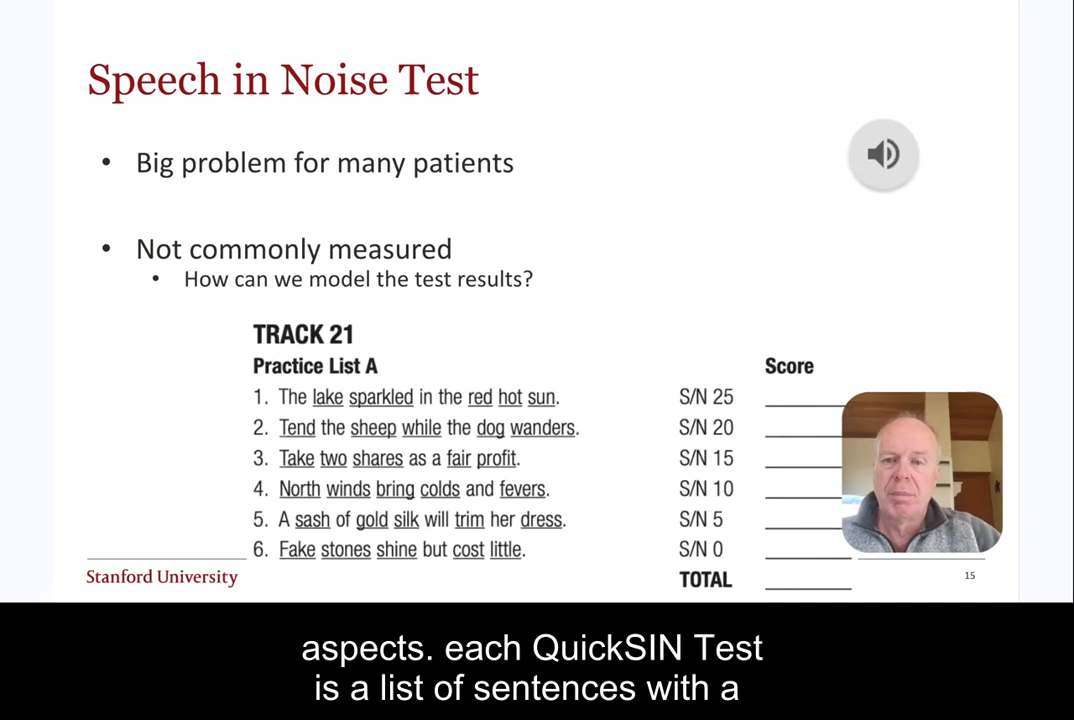 Speech in Noise Test
• Big problem for many patients
• Not commonly measured
• How can we model the test results?
TRACK 21
Practice List A Score
1. The lake sparkled in the red hot sun. S/N 25
2. Tend the sheep while the dog wanders. S/N 20
3. Take two shares as a fair profit. S/N 15
4. North winds bring colds and fevers. S/N 10
5. A sash of gold silk will trim her dress. S/N 5
6. Fake stones shine but cost little. S/N 0
TOTAL
Stanford University
15
aspects. each QuickSIN Test
is a list of sentences with a